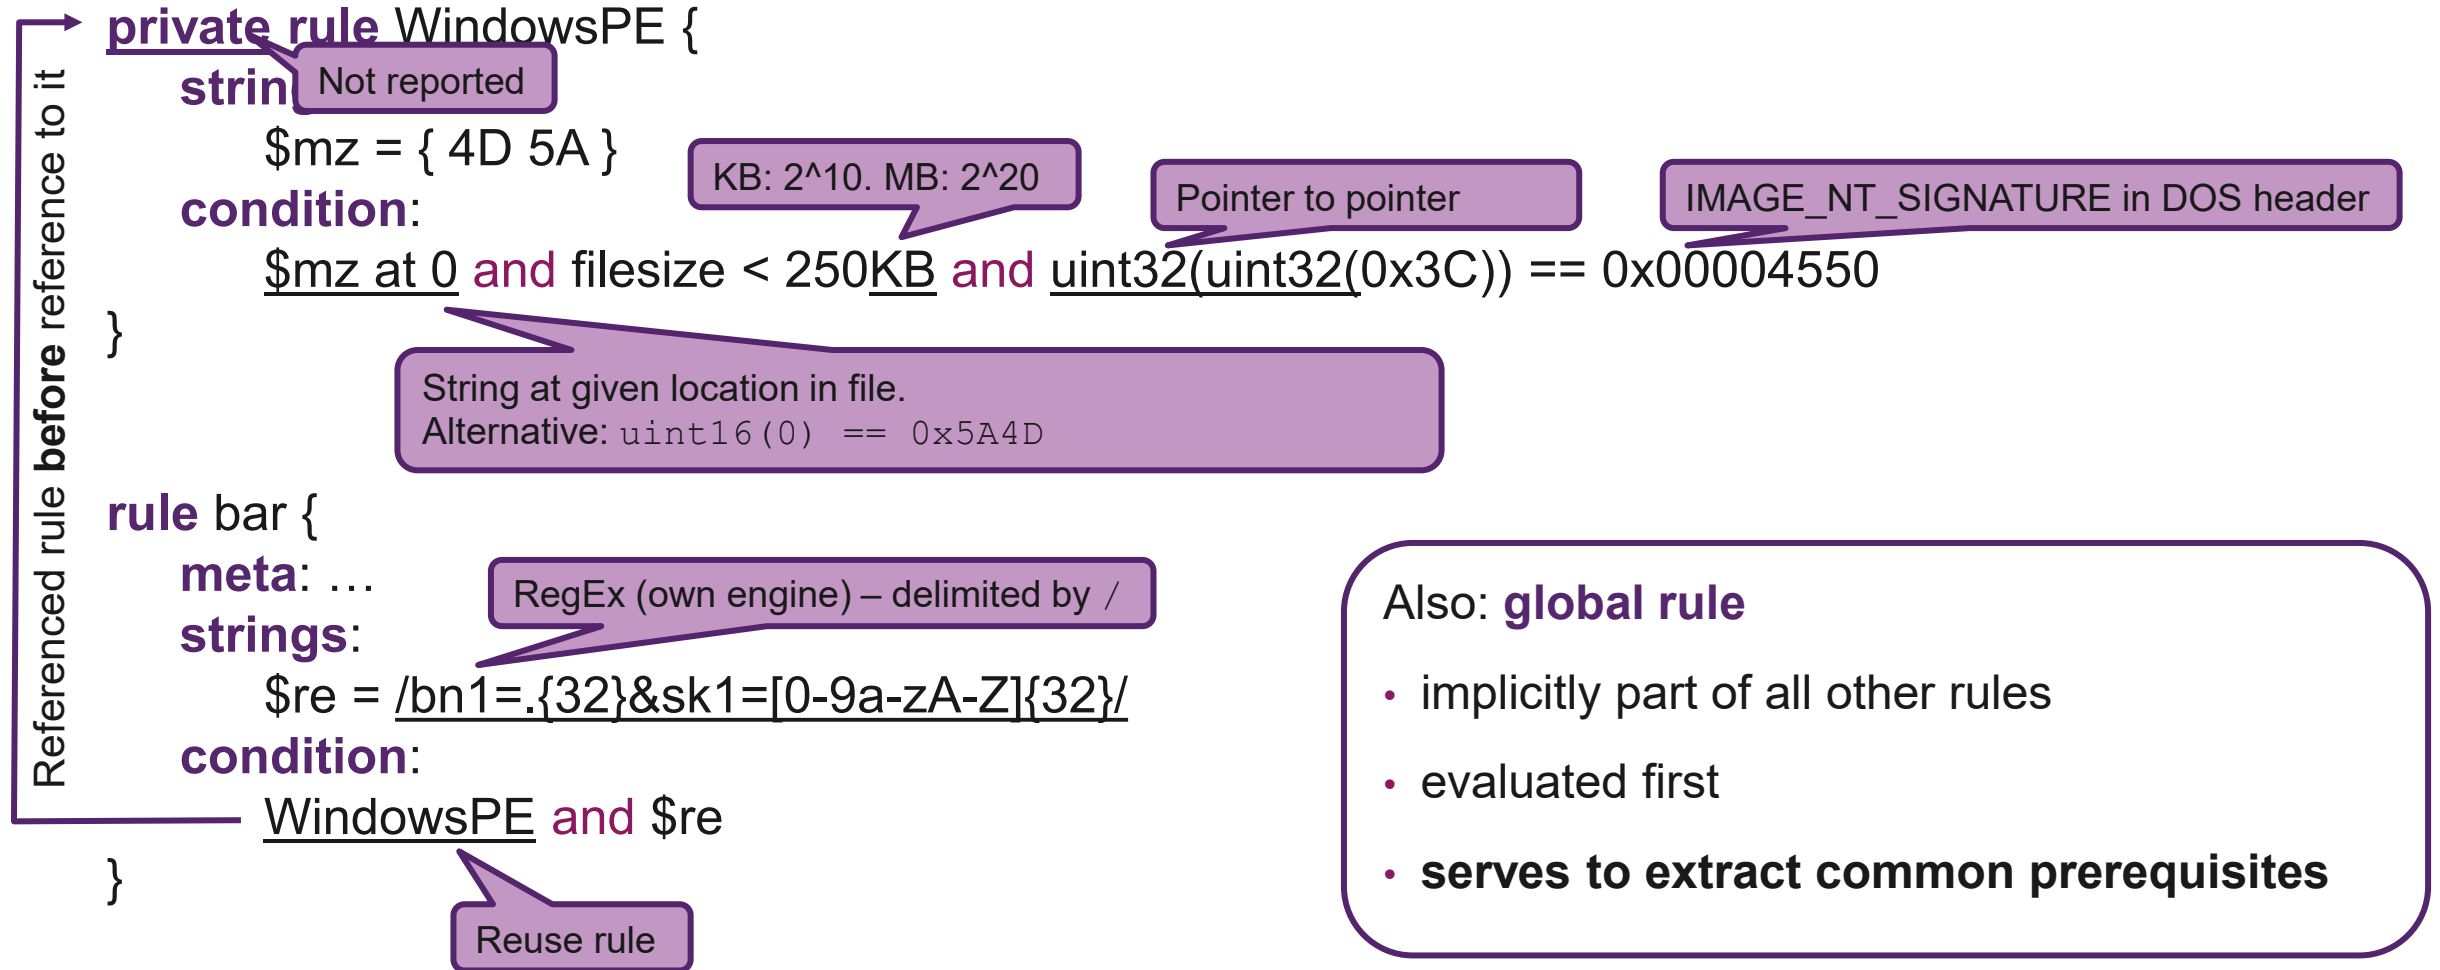 private rule WindowsPE {
Not reported
strin
$mz = { 4D 5A }
KB: 2^10. MB: 2^20
Pointer to pointer
IMAGE_NT_SIGNATURE in DOS header
condition:
$mz at 0 and filesize < 250KB and uint32(uint32(0x3C)) == 0x00004550
}
String at given location in file.
Alternative: uint16(0) == 0x5A4D
Referenced rule before reference to it
rule bar {
meta: …
RegEx (own engine) – delimited by /
strings:
$re = /bn1=.{32}&sk1=[0-9a-zA-Z]{32}/
condition:
WindowsPE and $re
}
Reuse rule
Also: global rule
• implicitly part of all other rules
• evaluated first
• serves to extract common prerequisites